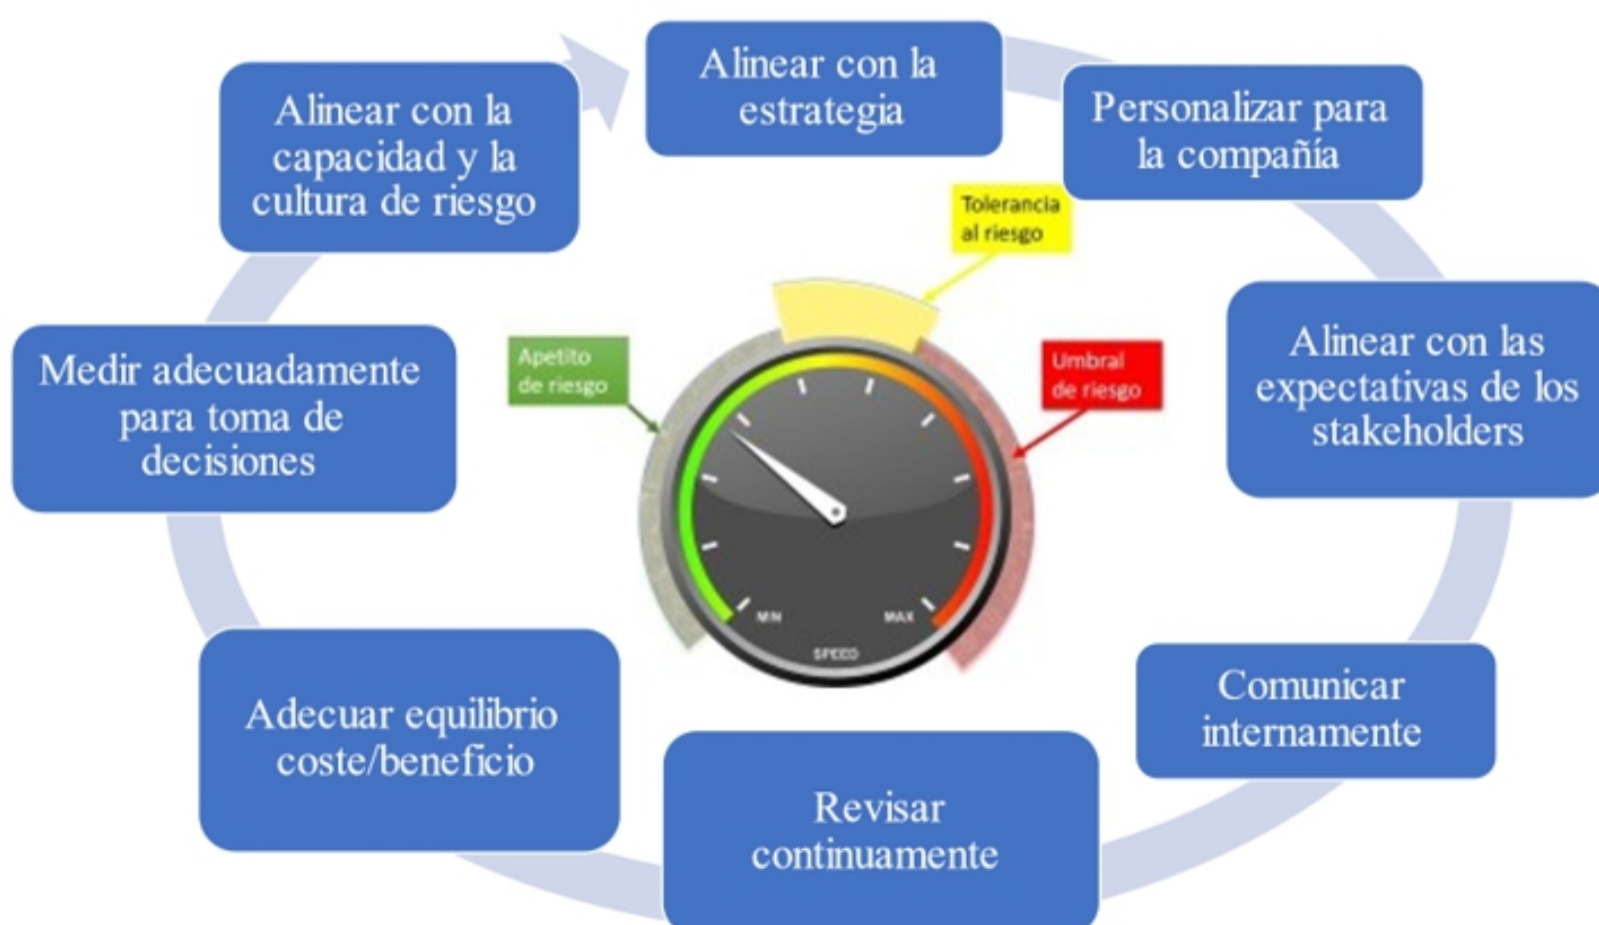 Alinear con la
estrategia
Personalizar para
la compañía
Alinear con las
expectativas de los
stakeholders
Comunicar
internamente
Revisar
continuamente
Adecuar equilibrio
coste/beneficio
Medir adecuadamente
para toma de
decisiones
Alinear con la
capacidad y la
cultura de riesgo
Tolerancia
al riesgo
Apetito
de riesgo
Umbral
de riesgo
MIN
MAX
SPEED